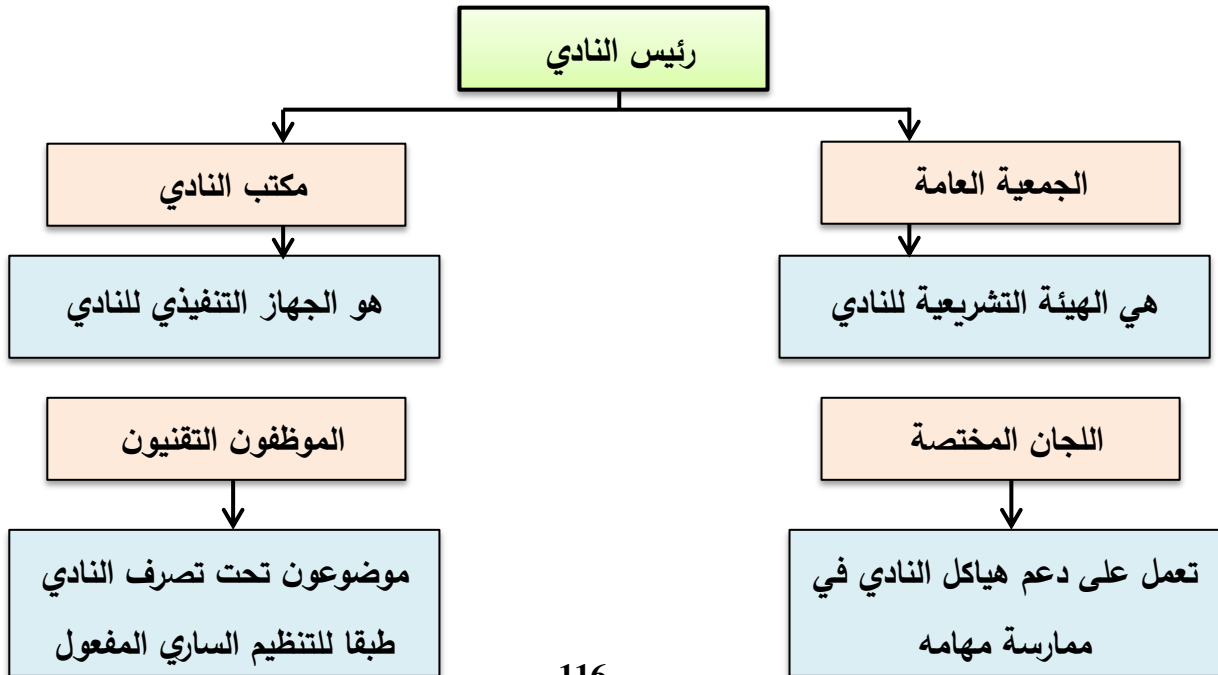 رئيس النادي
الجمعية العامة
مكتب النادي
هي الهيئة التشريعية للنادي
هو الجهاز التنفيذي للنادي
اللجان المختصة
الموظفون التقنيون
تعمل على دعم هياكل النادي في
ممارسة مهامه
موضوعون تحت تصرف النادي
طبقا للتنظيم الساري المفعول
116